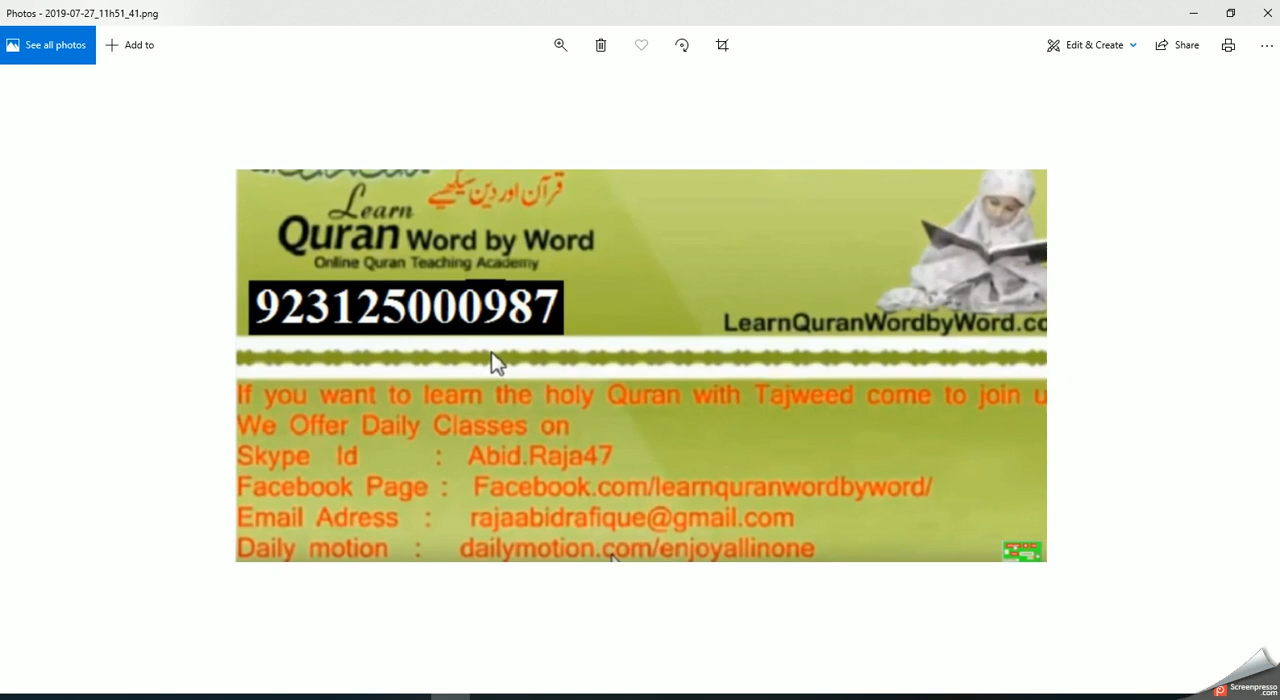 Photos - 2019-07-27_11h51_41.png
See all photos
Add to
Edit & Create
Share
قرآن اور دین سیکھیے
Learn
Quran Word by Word
Online Quran Teaching Academy
923125000987
LearnQuranWordbyWord.co
If you want to learn the holy Quran with Tajweed come to join u
We Offer Daily Classes on
Skype Id : Abid.Raja47
Facebook Page : Facebook.com/learnquranwordbyword/
Email Adress : rajaabidrafique@gmail.com
Daily motion : dailymotion.com/enjoyallinone
Screenpresso
.com